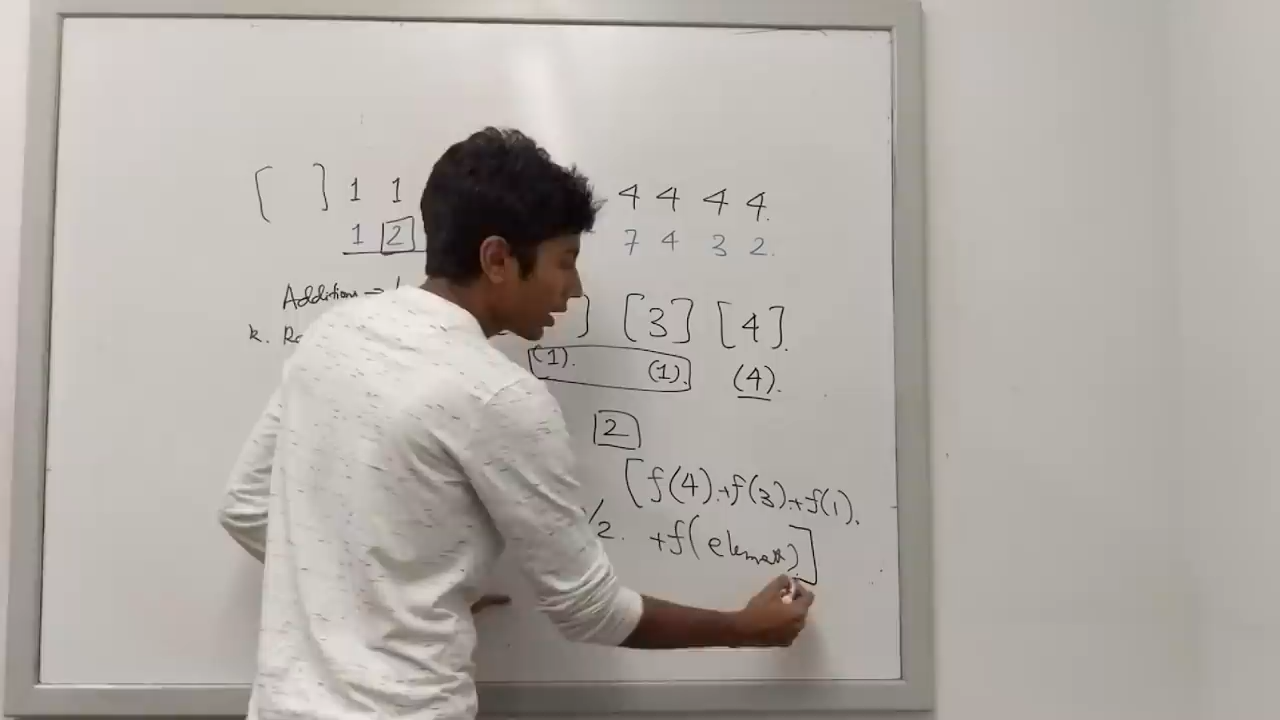 [ ] 1 1 4 4 4 4.
1 2 7 4 3 2.
Additions →
k.
] [3] [4].
(1). (1). (4).
2
[f(4).+f(3).+f(1).
/2. +f(element)]